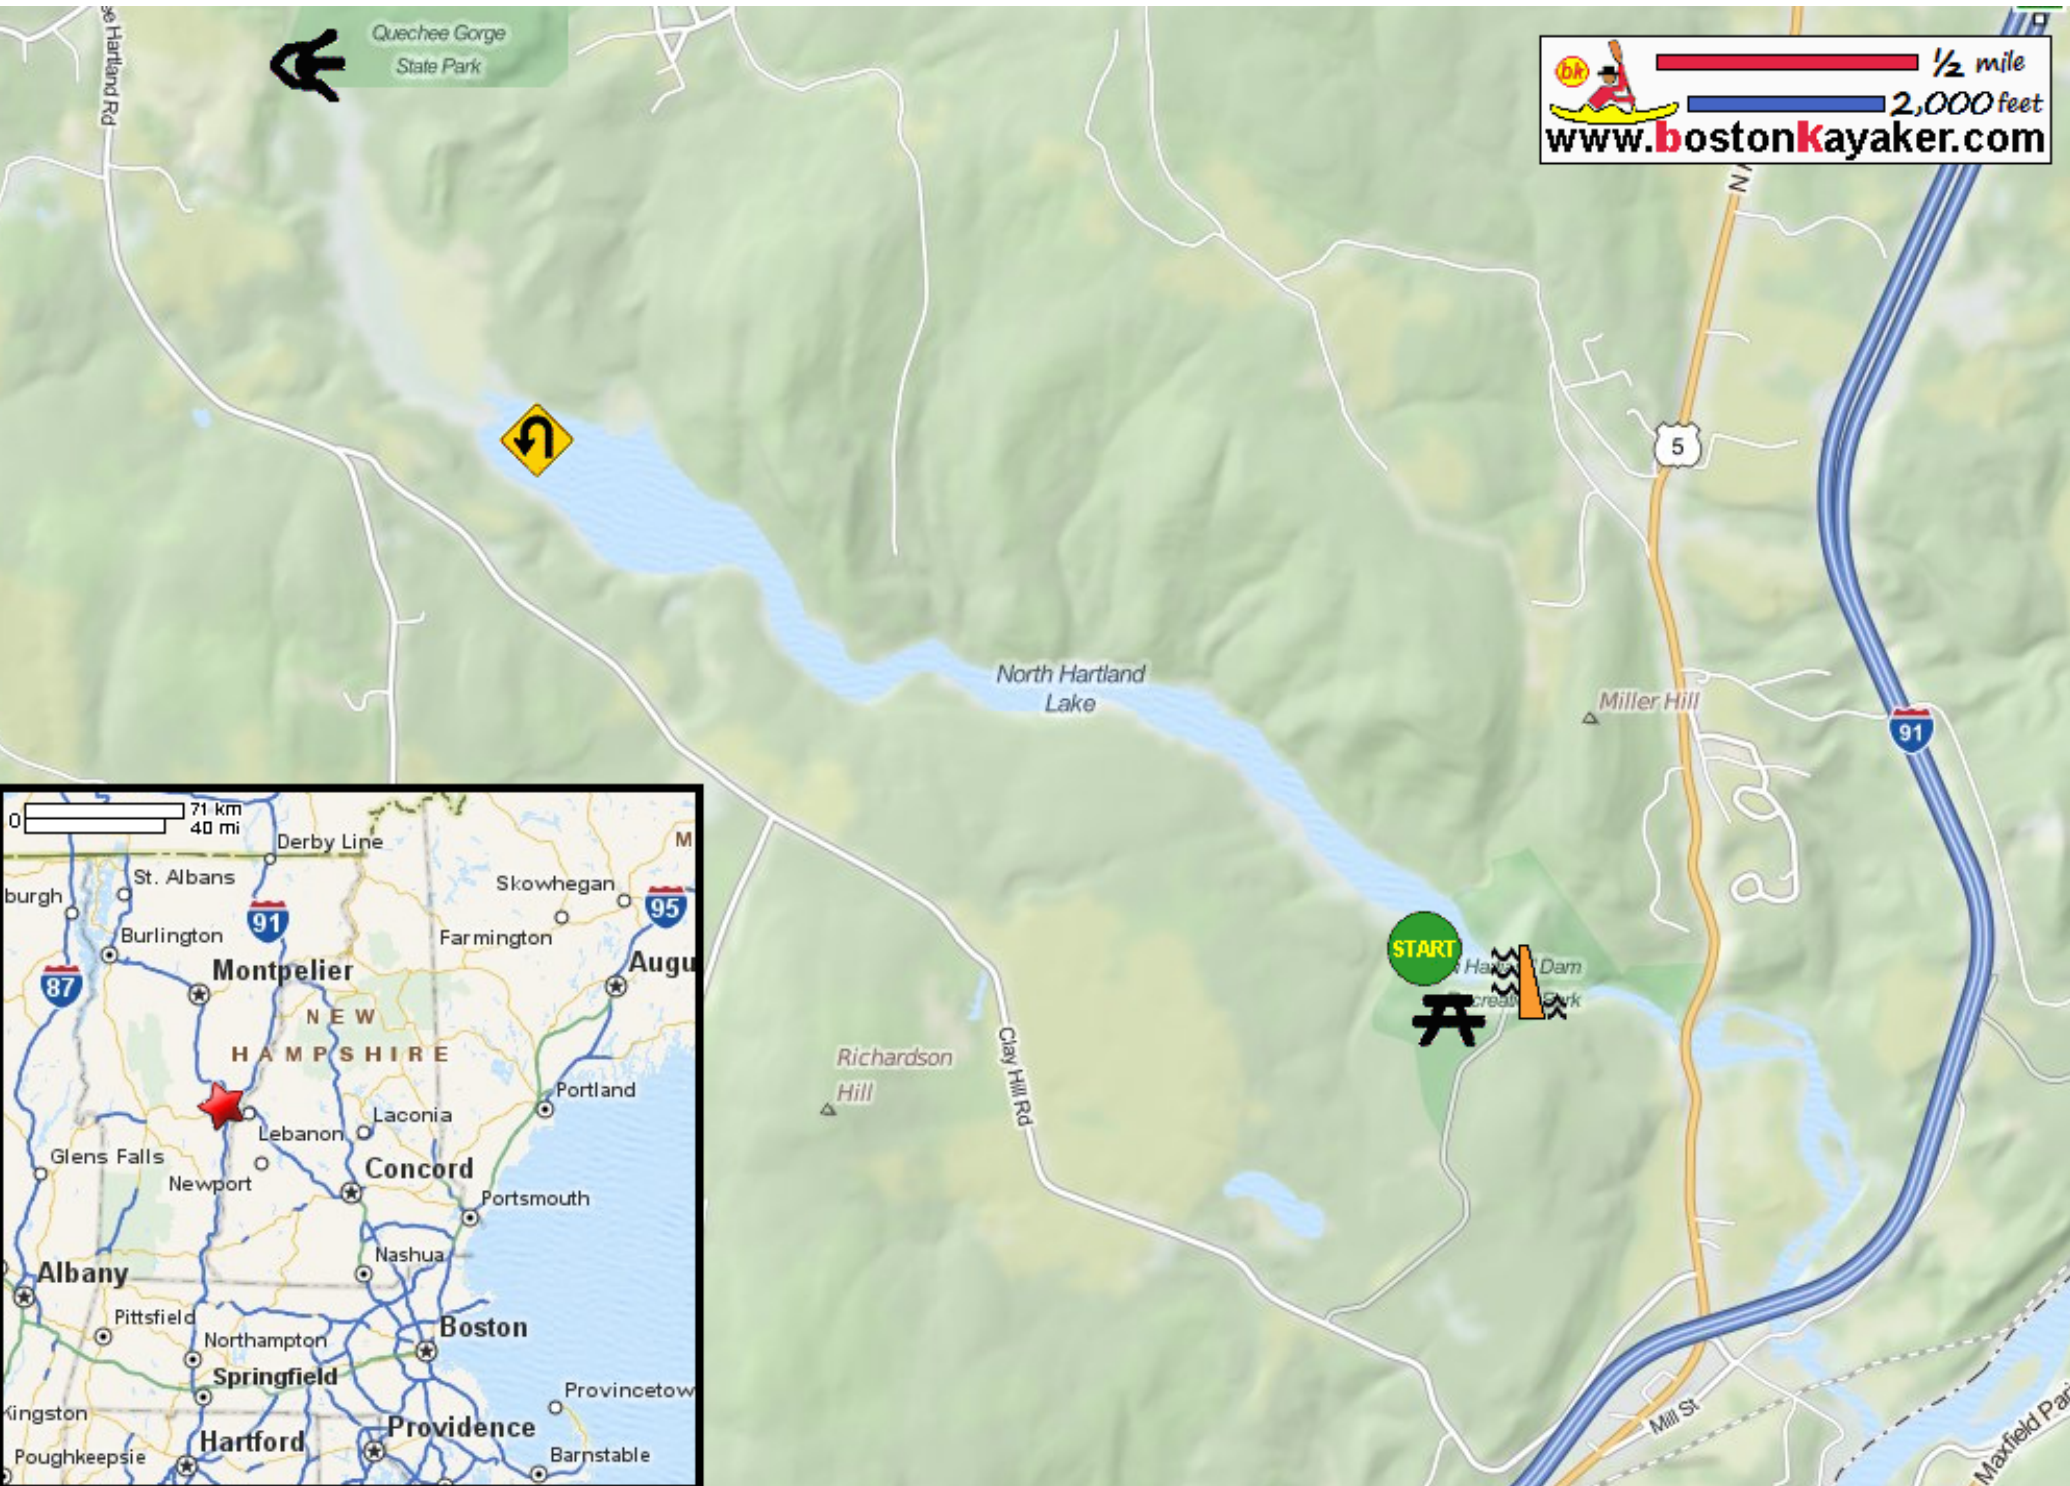 Quechee Gorge
State Park
Hartland Rd
bk
½ mile
2,000 feet
www.bostonkayaker.com
N
5
North Hartland
Lake
Miller Hill
91
START
Dam
Richardson
Hill
Clay Hill Rd
Mill St
Maxfield
0
71 km
40 mi
Derby Line
M
St. Albans
burgh
Skowhegan
95
91
Farmington
Burlington
Montpelier
Augu
87
NEW
HAMPSHIRE
Portland
Laconia
Lebanon
Glens Falls
Concord
Newport
Portsmouth
Nashua
Albany
Pittsfield
Boston
Northampton
Springfield
Provincetow
Kingston
Providence
Hartford
Poughkeepsie
Barnstable